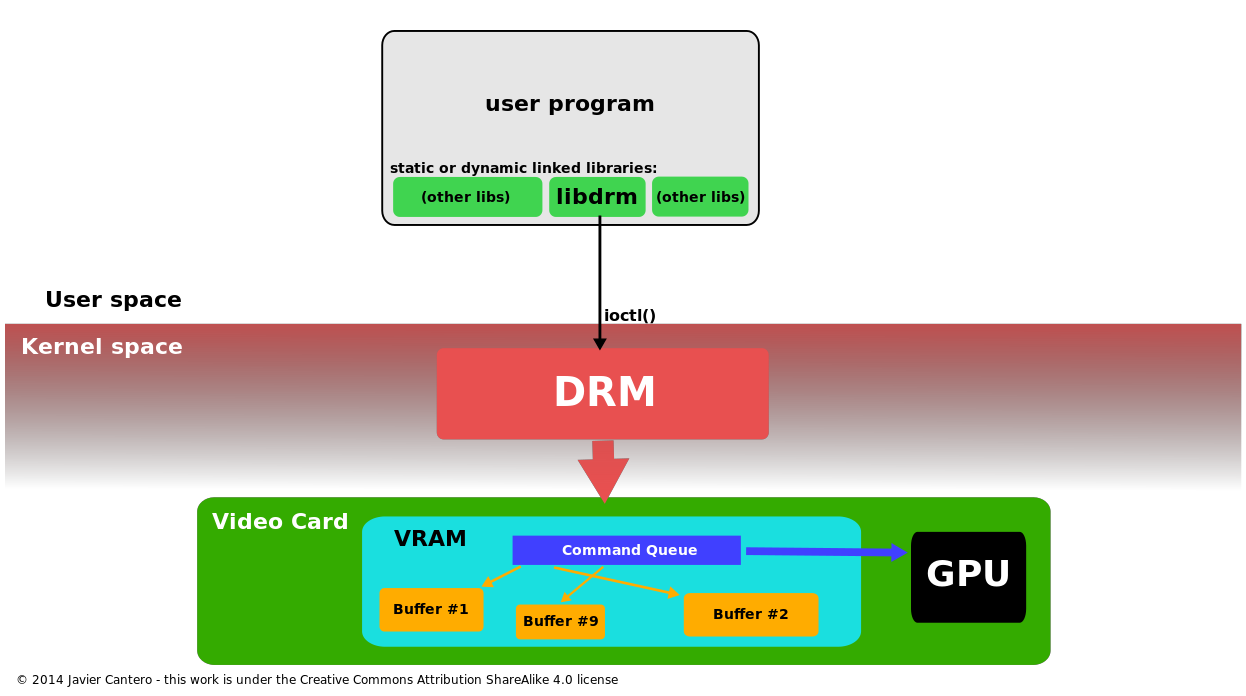 user program
static or dynamic linked libraries:
(other libs)
libdrm
(other libs)
User space
ioctl()
Kernel space
DRM
Video Card
VRAM
Command Queue
GPU
Buffer #1
Buffer #9
Buffer #2
© 2014 Javier Cantero - this work is under the Creative Commons Attribution ShareAlike 4.0 license